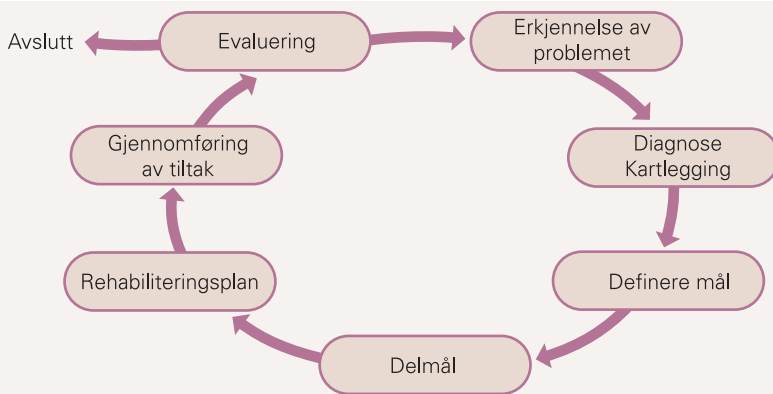 Avslutt
Evaluering
Erkjennelse av
problemet
Diagnose
Kartlegging
Definere mål
Delmål
Rehabiliteringsplan
Gjennomføring
av tiltak